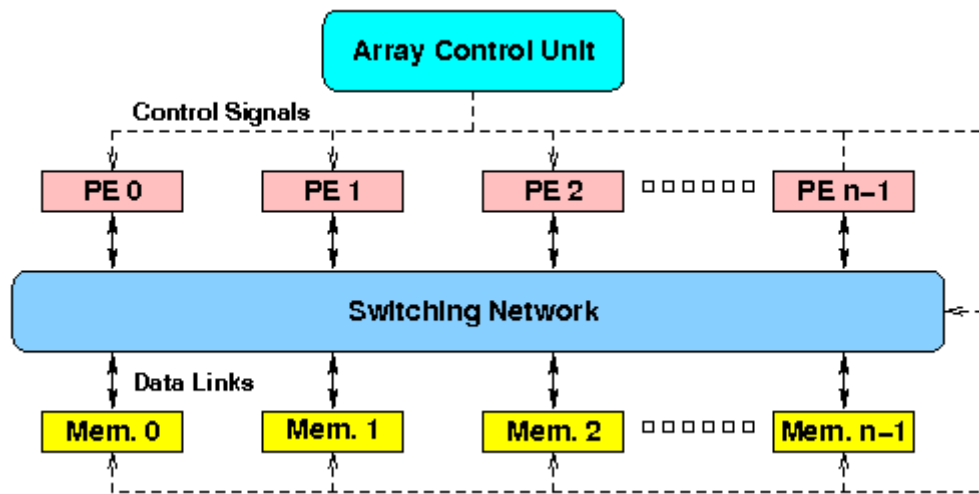 Array Control Unit
Control Signals
PE 0 PE 1 PE 2 PE n−1
Switching Network
Data Links
Mem. 0 Mem. 1 Mem. 2 Mem. n−1